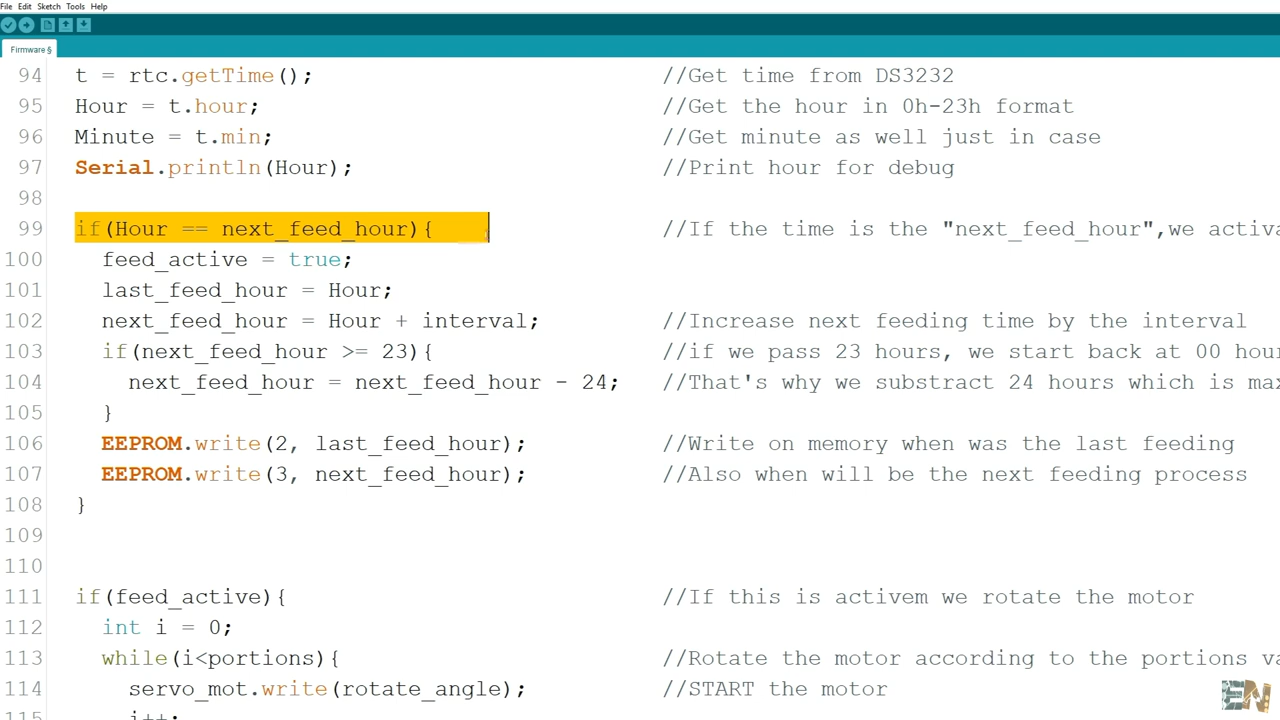 File Edit Sketch Tools Help
Firmware §
94 t = rtc.getTime(); //Get time from DS3232
95 Hour = t.hour; //Get the hour in 0h-23h format
96 Minute = t.min; //Get minute as well just in case
97 Serial.println(Hour); //Print hour for debug
98
99 if(Hour == next_feed_hour){ //If the time is the "next_feed_hour",we activa
100 feed_active = true;
101 last_feed_hour = Hour;
102 next_feed_hour = Hour + interval; //Increase next feeding time by the interval
103 if(next_feed_hour >= 23){ //if we pass 23 hours, we start back at 00 hou
104 next_feed_hour = next_feed_hour - 24; //That's why we substract 24 hours which is max
105 }
106 EEPROM.write(2, last_feed_hour); //Write on memory when was the last feeding
107 EEPROM.write(3, next_feed_hour); //Also when will be the next feeding process
108 }
109
110
111 if(feed_active){ //If this is activem we rotate the motor
112 int i = 0;
113 while(i<portions){ //Rotate the motor according to the portions va
114 servo_mot.write(rotate_angle); //START the motor
115 i++;
EN